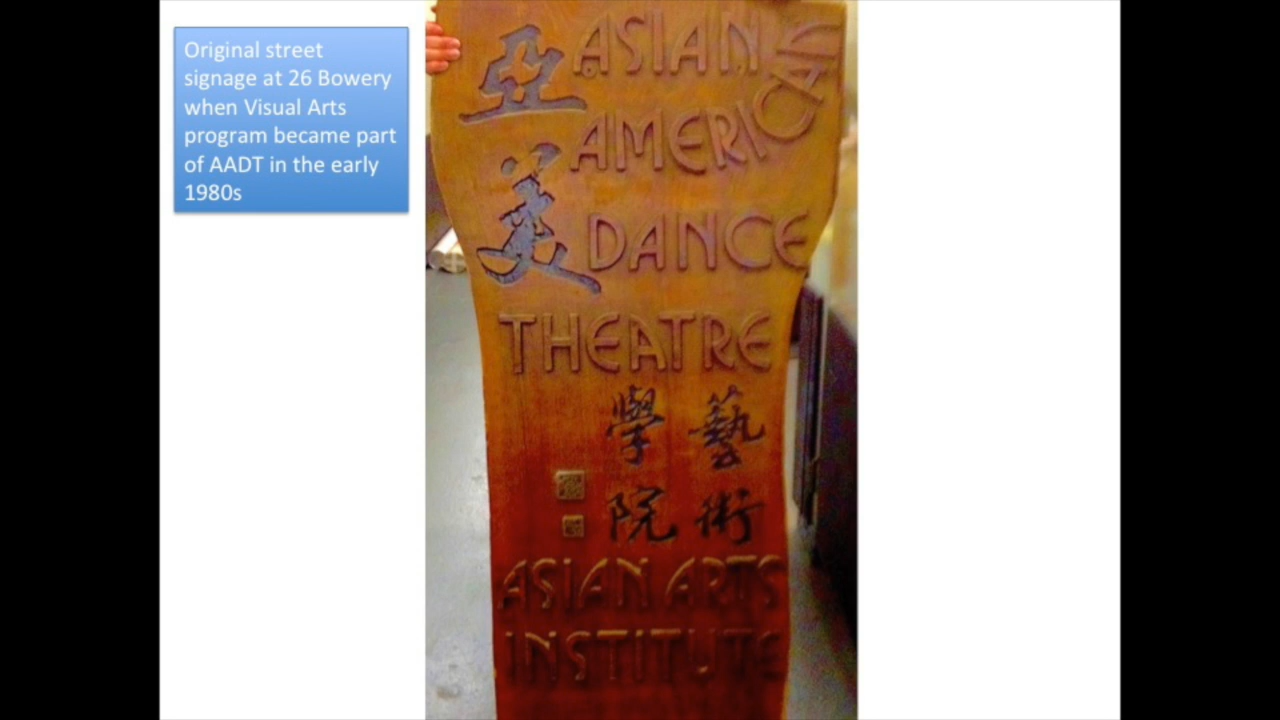 Original street
signage at 26 Bowery
when Visual Arts
program became part
of AADT in the early
1980s
亞美
ASIAN
AMERICAN
DANCE
THEATRE
藝術
學院
ASIAN ARTS
INSTITUTE